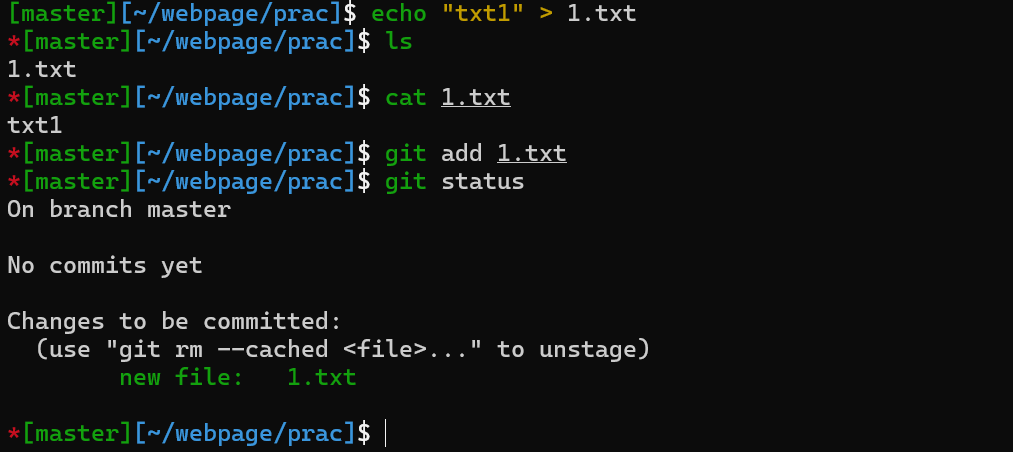 [master][~/webpage/prac]$ echo "txt1" > 1.txt
*[master][~/webpage/prac]$ ls
1.txt
*[master][~/webpage/prac]$ cat 1.txt
txt1
*[master][~/webpage/prac]$ git add 1.txt
*[master][~/webpage/prac]$ git status
On branch master

No commits yet

Changes to be committed:
  (use "git rm --cached <file>..." to unstage)
        new file:   1.txt

*[master][~/webpage/prac]$